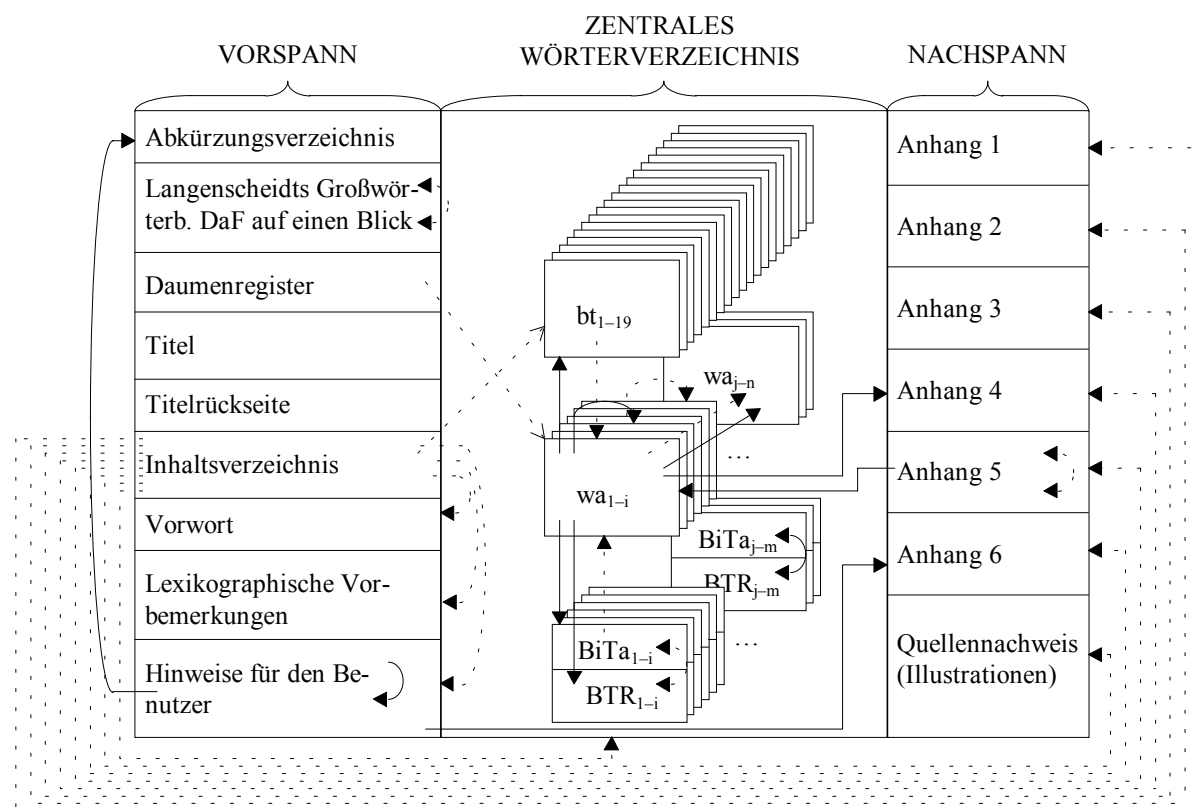 VORSPANN
ZENTRALES
WÖRTERVERZEICHNIS
NACHSPANN
Abkürzungsverzeichnis
Langenscheidts Großwör-
terb. DaF auf einen Blick
Daumenregister
Titel
Titelrückseite
Inhaltsverzeichnis
Vorwort
Lexikographische Vor-
bemerkungen
Hinweise für den Be-
nutzer
bt1–19
waj–n
…
wa1–i
BiTaj–m
BTRj–m
…
BiTa1–i
BTR1–i
Anhang 1
Anhang 2
Anhang 3
Anhang 4
Anhang 5
Anhang 6
Quellennachweis
(Illustrationen)